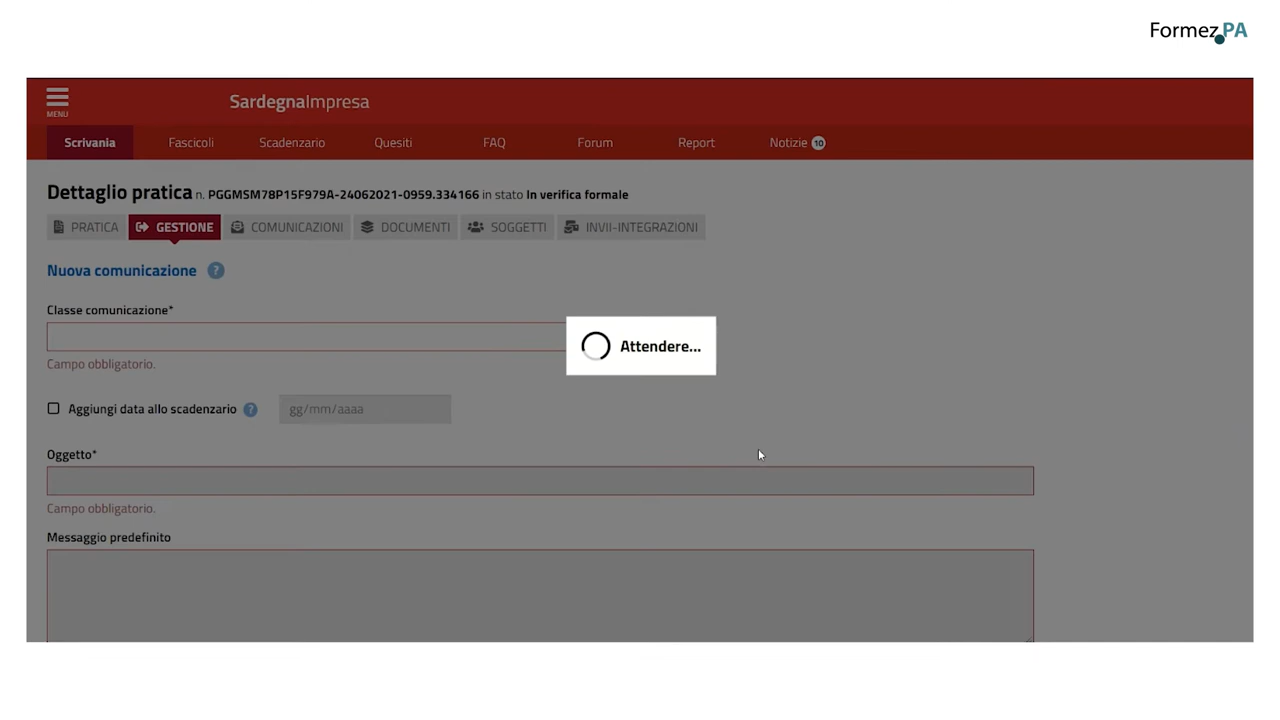 Formez PA
MENU
SardegnaImpresa
Scrivania Fascicoli Scadenzario Quesiti FAQ Forum Report Notizie 10
Dettaglio pratica n. PGGMSM78P15F979A-24062021-0959.334166 in stato In verifica formale
PRATICA GESTIONE COMUNICAZIONI DOCUMENTI SOGGETTI INVII-INTEGRAZIONI
Nuova comunicazione ?
Classe comunicazione*
Attendere...
Campo obbligatorio.
Aggiungi data allo scadenzario ? gg/mm/aaaa
Oggetto*
Campo obbligatorio.
Messaggio predefinito